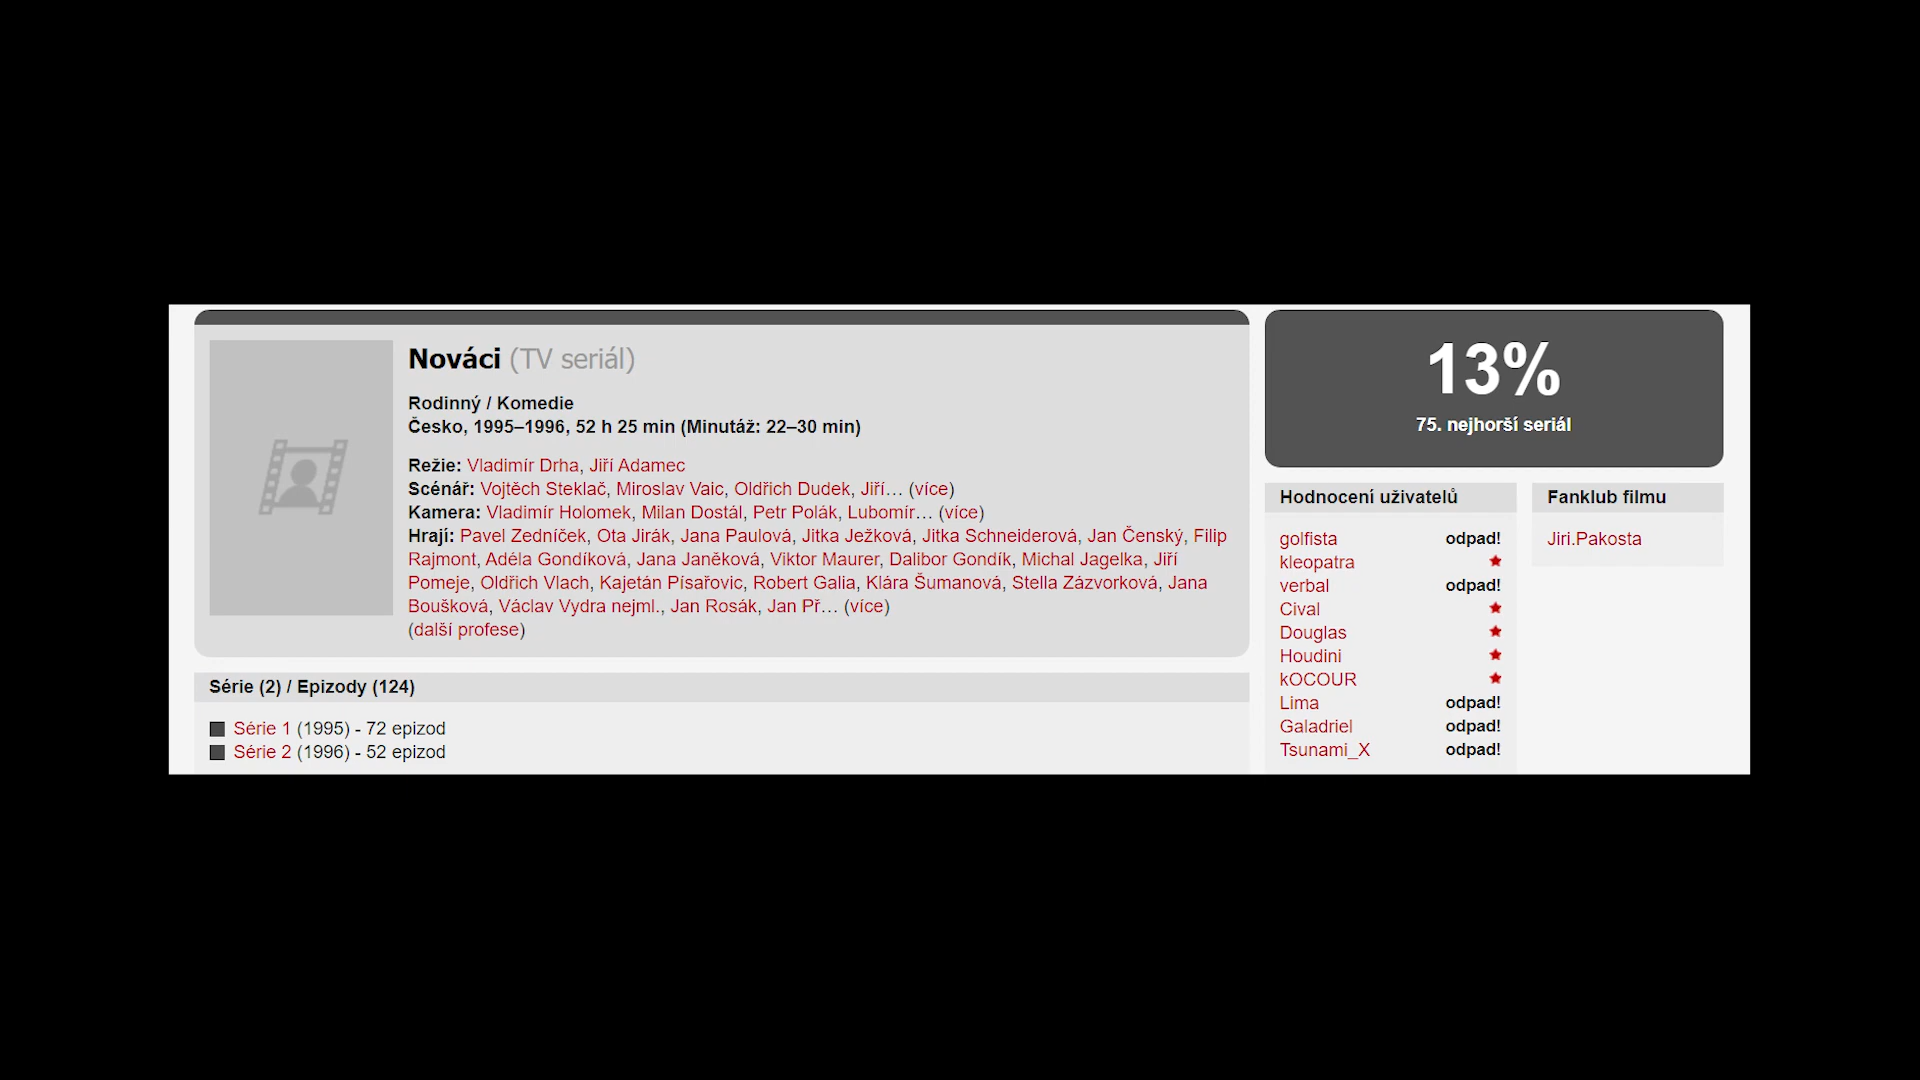 Nováci (TV seriál)
Rodinný / Komedie
Česko, 1995–1996, 52 h 25 min (Minutáž: 22–30 min)
Režie: Vladimír Drha, Jiří Adamec
Scénář: Vojtěch Steklač, Miroslav Vaic, Oldřich Dudek, Jiří… (více)
Kamera: Vladimír Holomek, Milan Dostál, Petr Polák, Lubomír… (více)
Hrají: Pavel Zedníček, Ota Jirák, Jana Paulová, Jitka Ježková, Jitka Schneiderová, Jan Čenský, Filip
Rajmont, Adéla Gondíková, Jana Janěková, Viktor Maurer, Dalibor Gondík, Michal Jagelka, Jiří
Pomeje, Oldřich Vlach, Kajetán Písařovic, Robert Galia, Klára Šumanová, Stella Zázvorková, Jana
Boušková, Václav Vydra nejml., Jan Rosák, Jan Př… (více)
(další profese)
Série (2) / Epizody (124)
Série 1 (1995) - 72 epizod
Série 2 (1996) - 52 epizod
13%
75. nejhorší seriál
Hodnocení uživatelů
golfista odpad!
kleopatra
verbal odpad!
Cival
Douglas
Houdini
kOCOUR
Lima odpad!
Galadriel odpad!
Tsunami_X odpad!
Fanklub filmu
Jiri.Pakosta